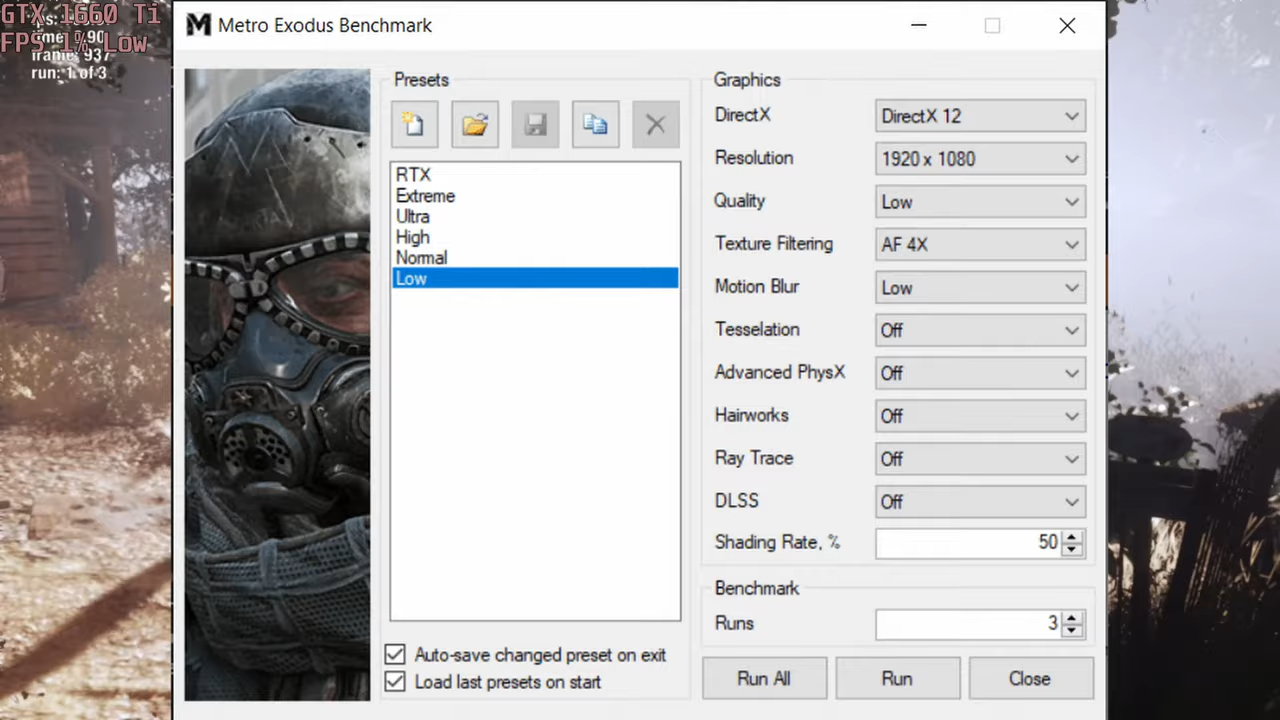 GTX 1660 Ti
FPS 1% Low
frame: 937
run: 1 of 3
Metro Exodus Benchmark
Presets
RTX
Extreme
Ultra
High
Normal
Low
Auto-save changed preset on exit
Load last presets on start
Graphics
DirectX DirectX 12
Resolution 1920 x 1080
Quality Low
Texture Filtering AF 4X
Motion Blur Low
Tesselation Off
Advanced PhysX Off
Hairworks Off
Ray Trace Off
DLSS Off
Shading Rate, % 50
Benchmark
Runs 3
Run All Run Close